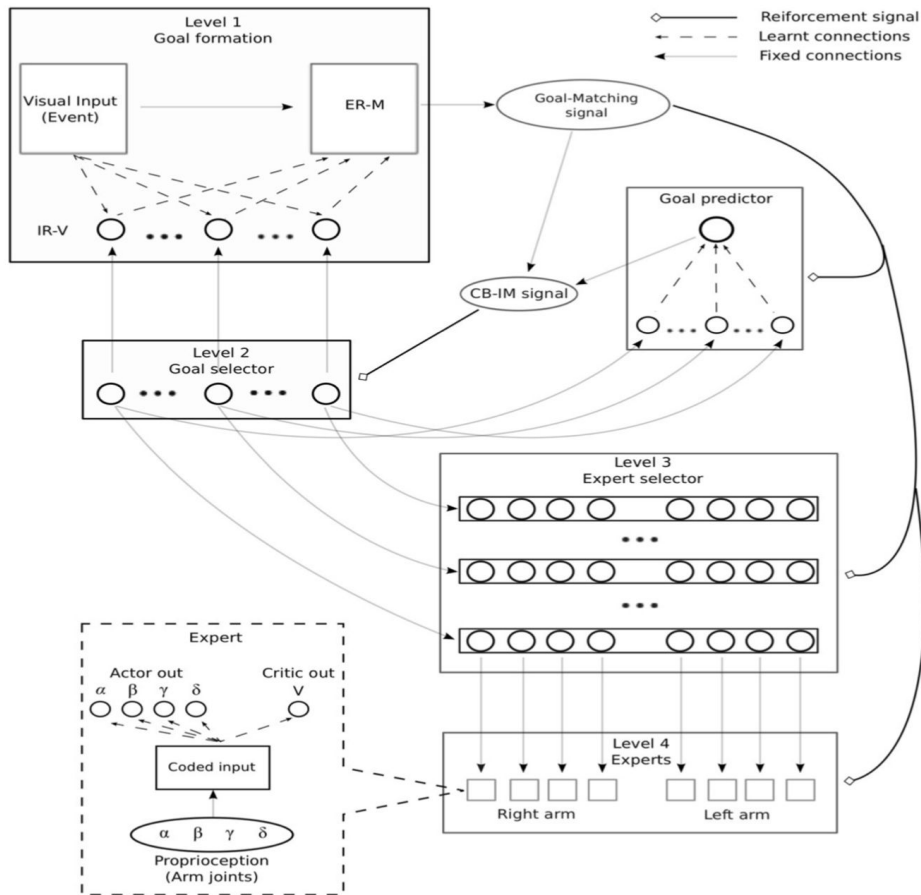 Level 1
Goal formation
Reiforcement signal
Learnt connections
Fixed connections
Visual Input
(Event)
ER-M
Goal-Matching
signal
IR-V
Goal predictor
CB-IM signal
Level 2
Goal selector
Level 3
Expert selector
Expert
Actor out
Critic out
α β γ δ
V
Coded input
α β γ δ
Proprioception
(Arm joints)
Level 4
Experts
Right arm
Left arm